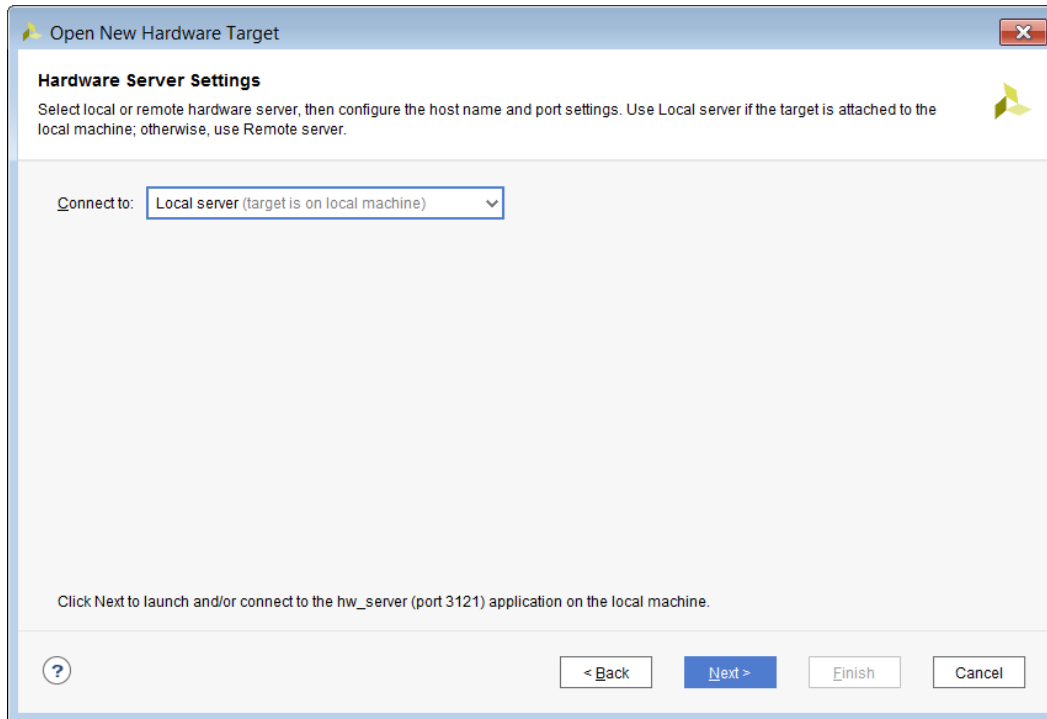 Open New Hardware Target
Hardware Server Settings
Select local or remote hardware server, then configure the host name and port settings. Use Local server if the target is attached to the
local machine; otherwise, use Remote server.
Connect to: Local server (target is on local machine)
Click Next to launch and/or connect to the hw_server (port 3121) application on the local machine.
? < Back Next > Finish Cancel